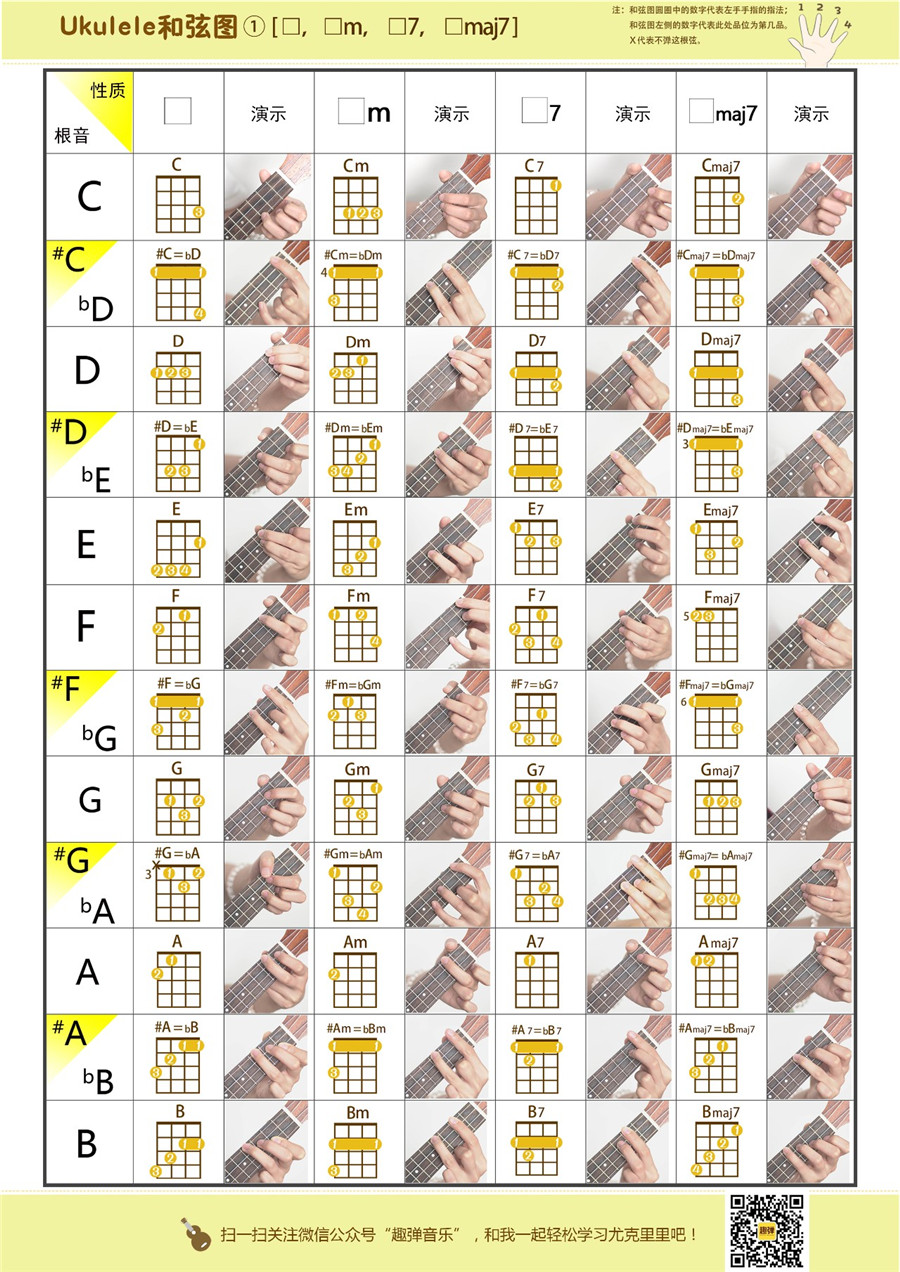 Ukulele和弦图① [□, □m, □7, □maj7]
注：和弦图圆圈中的数字代表左手手指的指法；
和弦图左侧的数字代表此处品位为第几品。
X代表不弹这根弦。
1 2 3 4
性质
根音
□ 演示 □m 演示 □7 演示 □maj7 演示
C C Cm C7 Cmaj7
#C bD #C=bD #Cm=bDm #C7=bD7 #Cmaj7=bDmaj7
4
D D Dm D7 Dmaj7
#D bE #D=bE #Dm=bEm #D7=bE7 #Dmaj7=bEmaj7
3
E E Em E7 Emaj7
F F Fm F7 Fmaj7
5
#F bG #F=bG #Fm=bGm #F7=bG7 #Fmaj7=bGmaj7
6
G G Gm G7 Gmaj7
#G bA #G=bA #Gm=bAm #G7=bA7 #Gmaj7=bAmaj7
3 X
A A Am A7 Amaj7
#A bB #A=bB #Am=bBm #A7=bB7 #Amaj7=bBmaj7
B B Bm B7 Bmaj7
扫一扫关注微信公众号“趣弹音乐”，和我一起轻松学习尤克里里吧！
趣弹